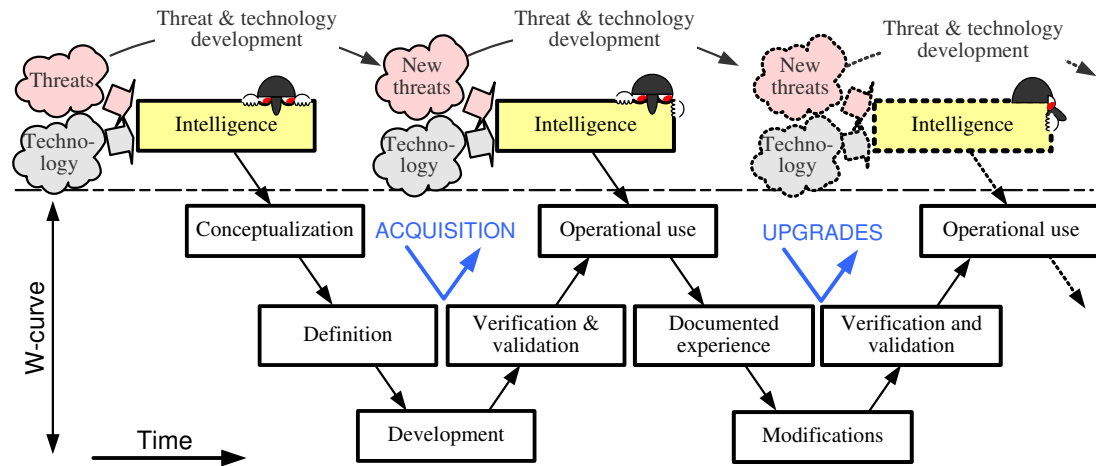 Threat & technology
development
Threat & technology
development
Threat & technology
development
Threats
New
threats
New
threats
Intelligence
Intelligence
Intelligence
Techno-
logy
Techno-
logy
Techno-
logy
Conceptualization
ACQUISITION
Operational use
UPGRADES
Operational use
W-curve
Definition
Verification &
validation
Documented
experience
Verification and
validation
Development
Modifications
Time